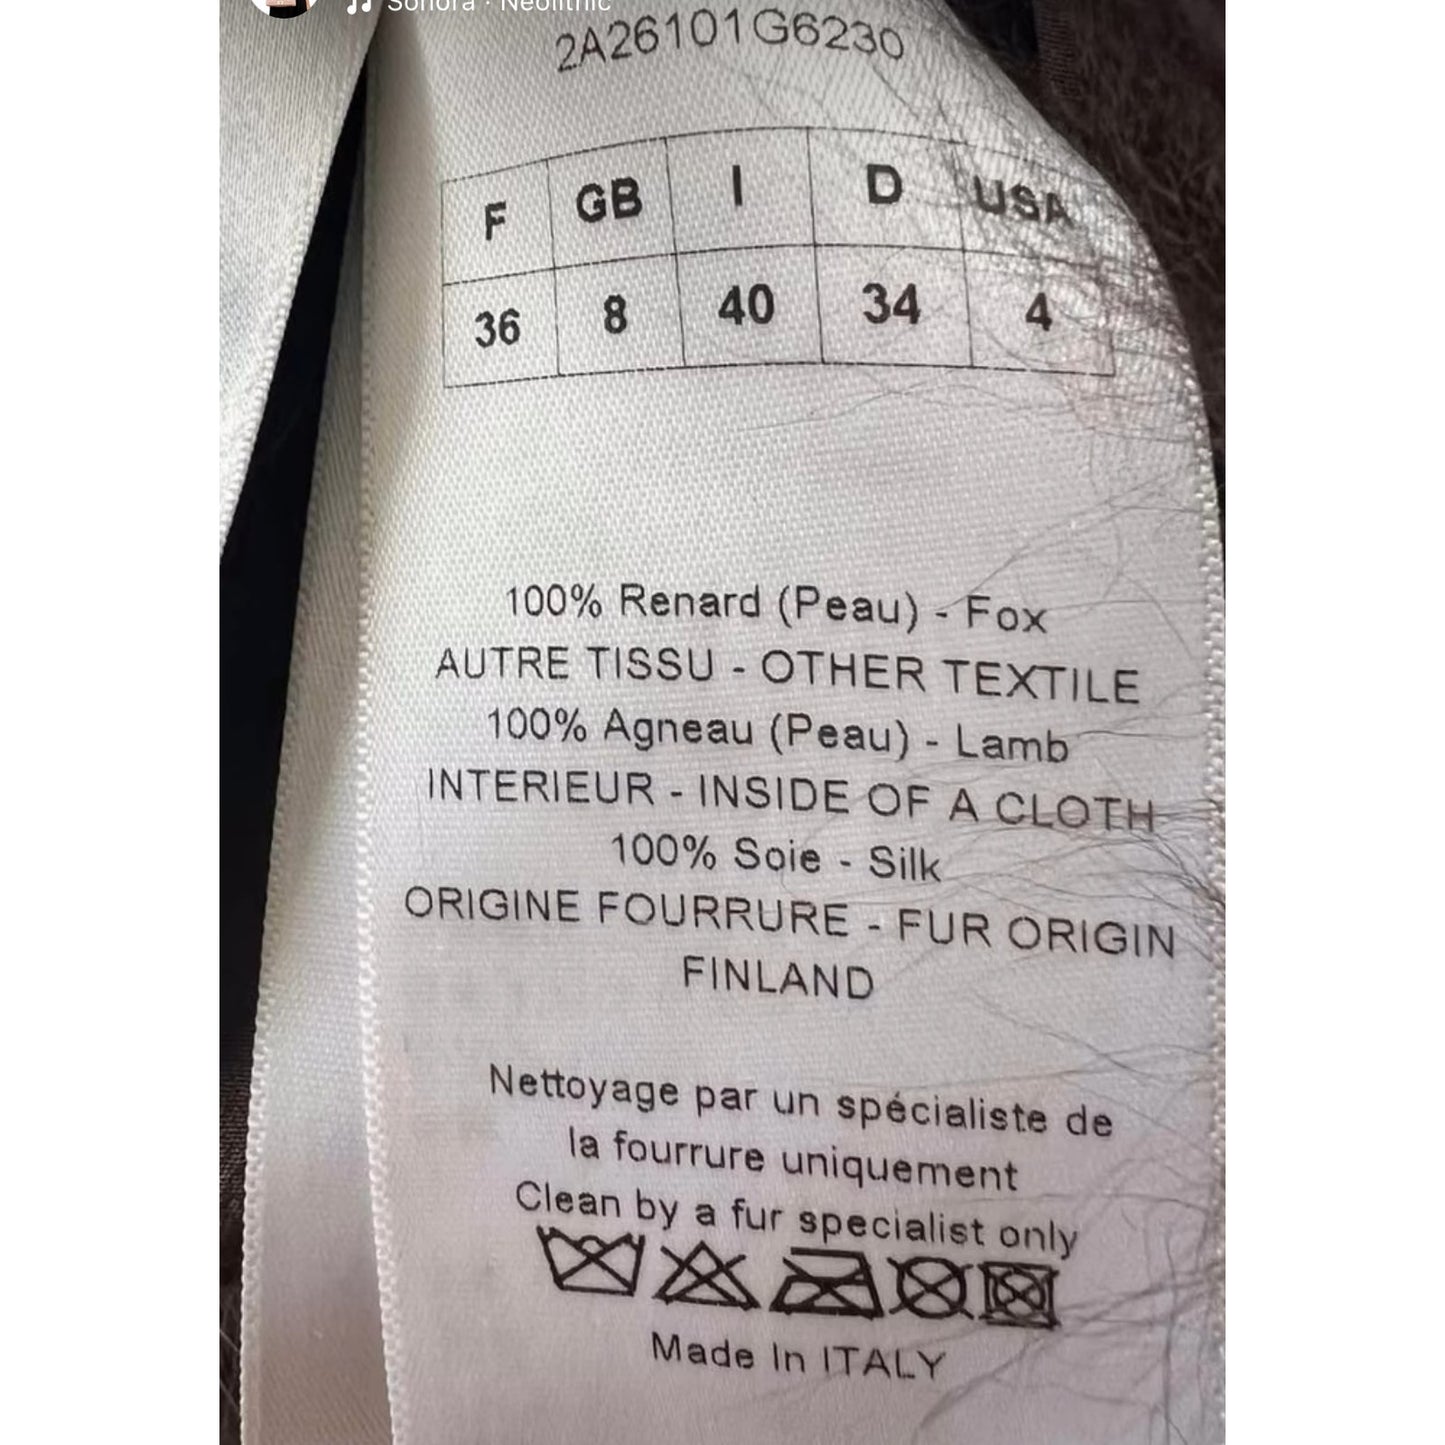 Sonora · Neolithic
2A26101G6230
F GB I D USA
36 8 40 34 4
100% Renard (Peau) - Fox
AUTRE TISSU - OTHER TEXTILE
100% Agneau (Peau) - Lamb
INTERIEUR - INSIDE OF A CLOTH
100% Soie - Silk
ORIGINE FOURRURE - FUR ORIGIN
FINLAND
Nettoyage par un spécialiste de
la fourrure uniquement
Clean by a fur specialist only
Made In ITALY